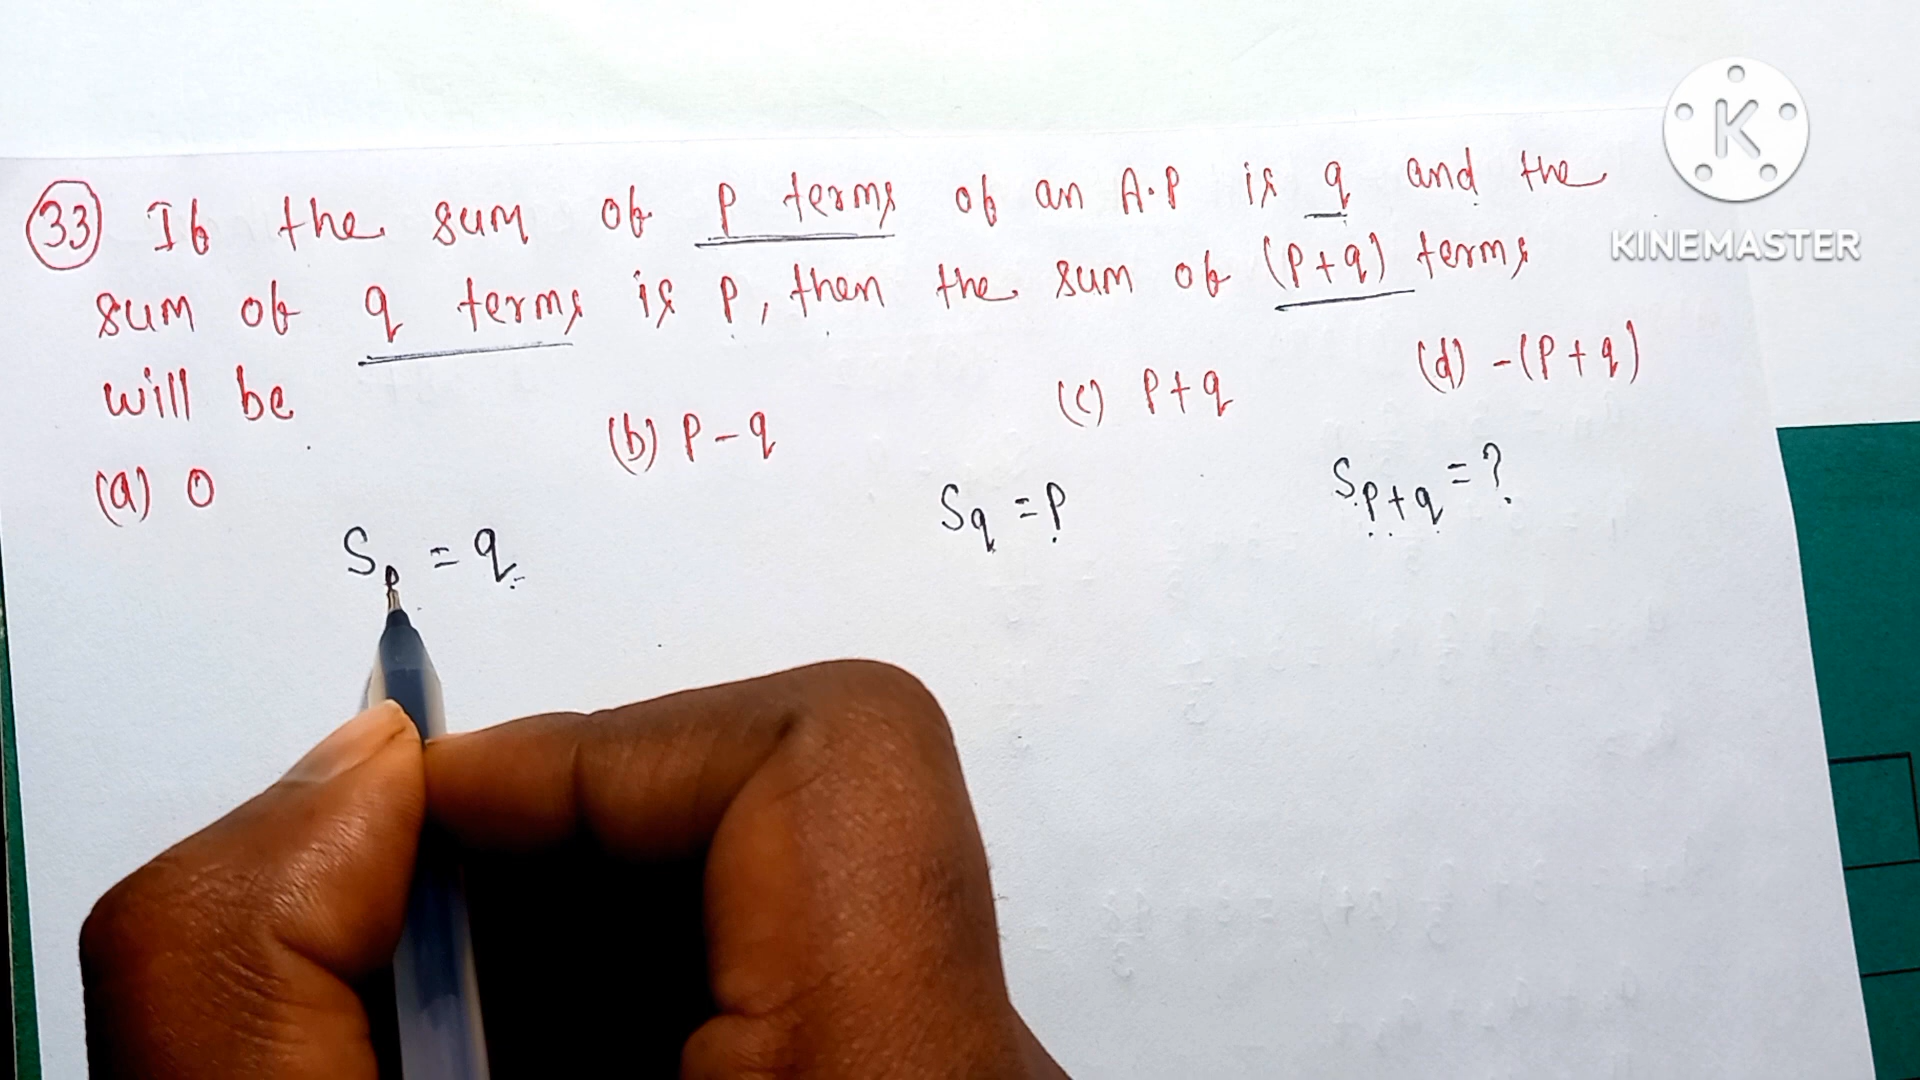 33 If the sum of p terms of an A.P is q and the
sum of q terms is p, then the sum of (p+q) terms
will be
(a) 0 (b) p-q (c) p+q (d) -(p+q)
Sp = q Sq = p Sp+q = ?
K
KINEMASTER